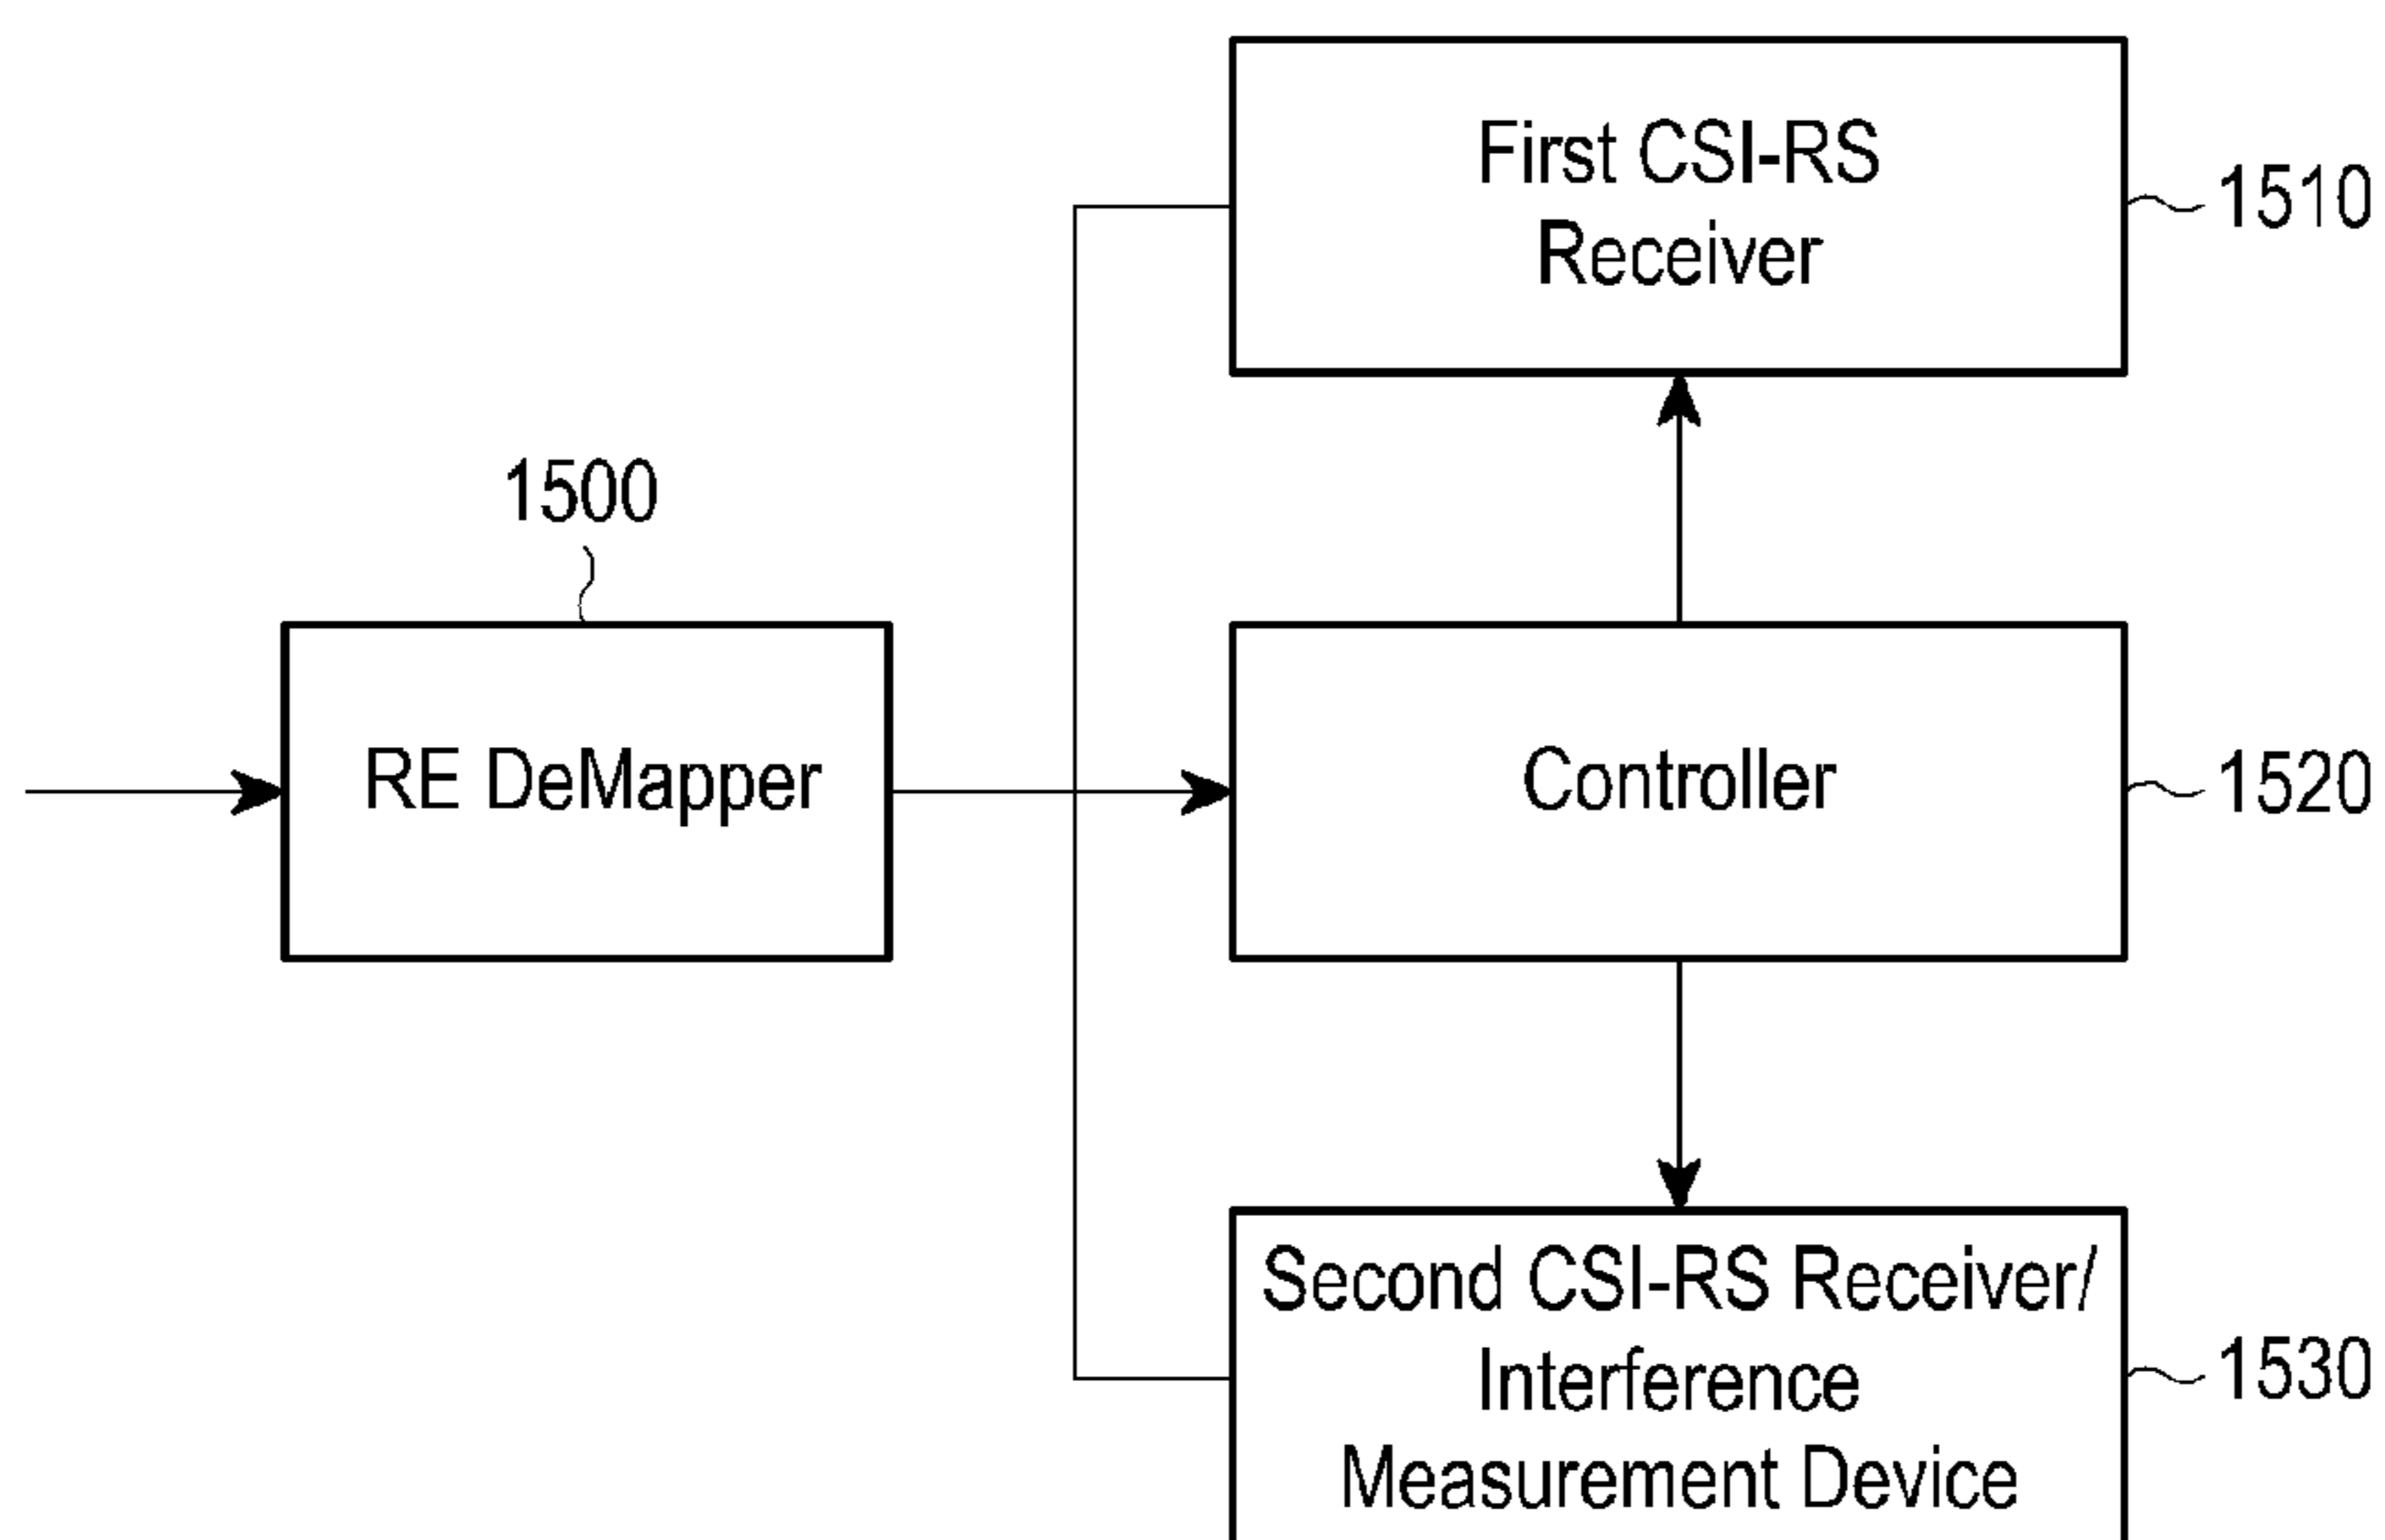 First CSI-RS
Receiver
1510
1500
RE DeMapper
Controller
1520
Second CSI-RS Receiver/
Interference
Measurement Device
1530